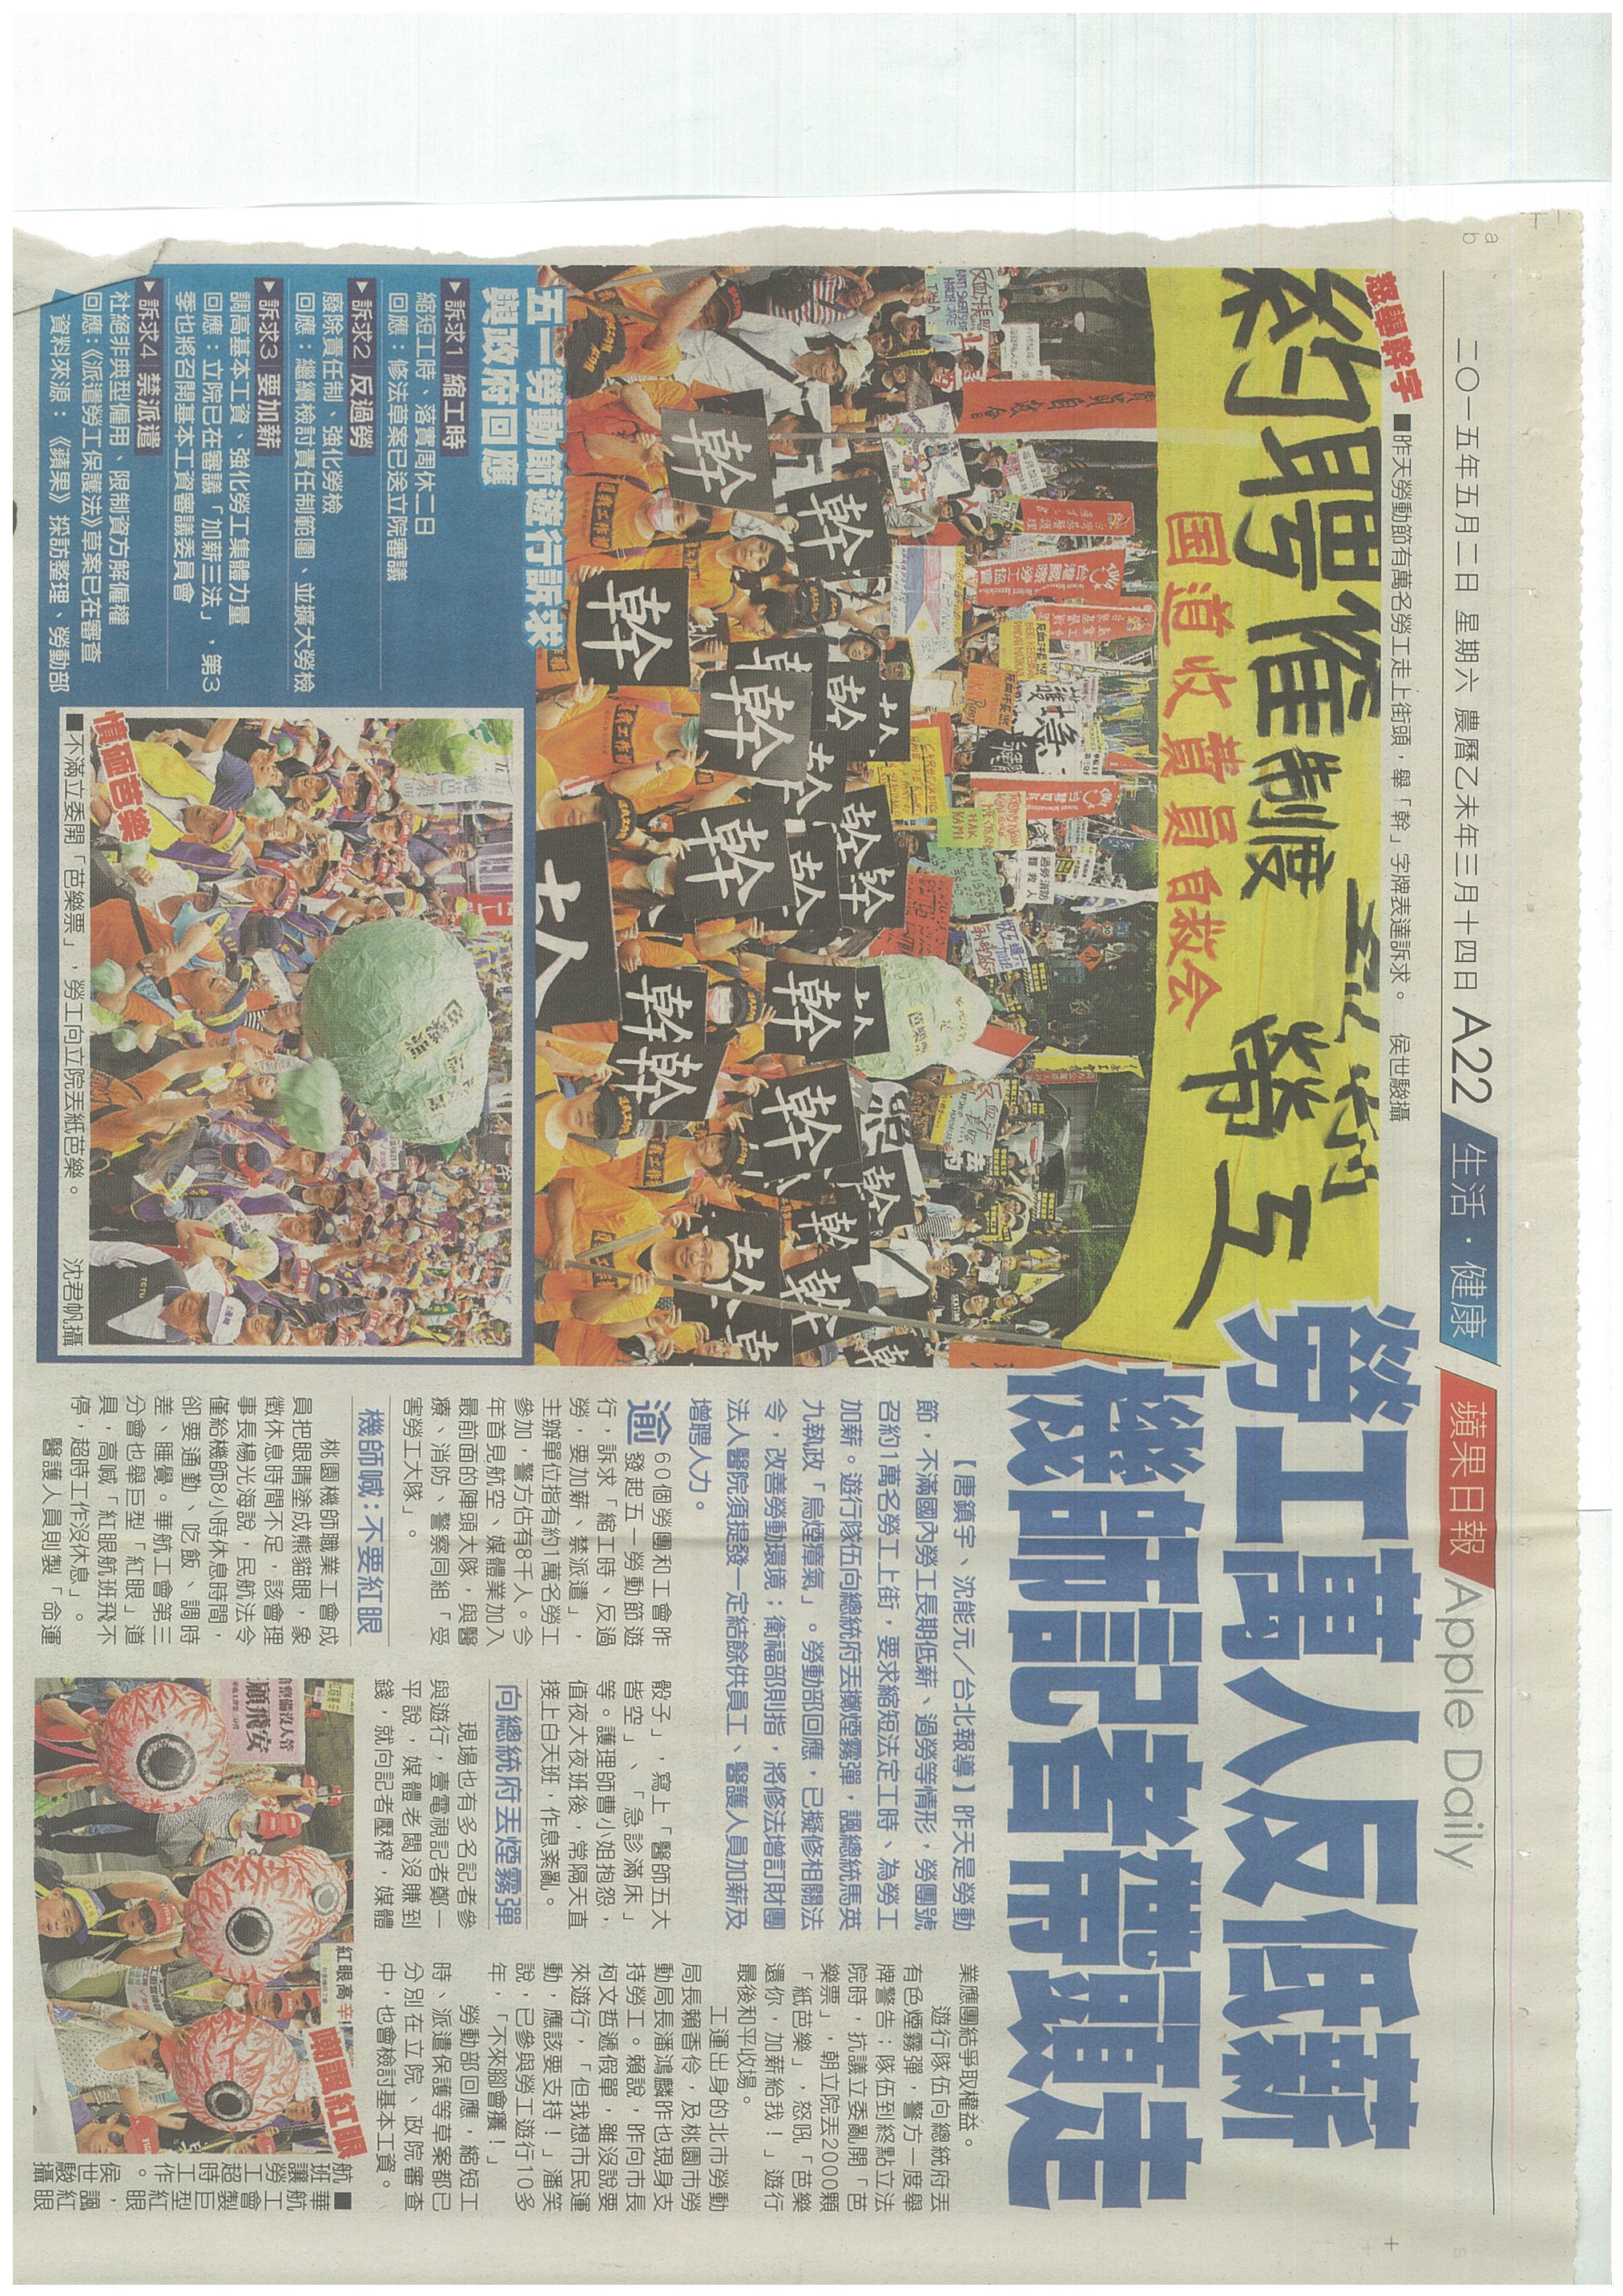 二〇一五年五月二日 星期六 農曆乙未年三月十四日 A22 生活・健康 蘋果日報 Apple Daily
勞工萬人反低薪
機師記者帶頭走
怒舉幹字
■昨天勞動節有萬名勞工走上街頭，舉「幹」字牌表達訴求。 侯世駿攝
約聘僱制度
勞工
国道收費員自救会
【唐鎮宇、沈能元／台北報導】昨天是勞動
節，不滿國內勞工長期低薪、過勞等情形，勞團號
召約1萬名勞工上街，要求縮短法定工時、為勞工
加薪。遊行隊伍向總統府丟擲煙霧彈，諷總統馬英
九執政「烏煙瘴氣」。勞動部回應，已擬修相關法
令，改善勞動環境；衛福部則指，將修法增訂財團
法人醫院須提發一定結餘供員工、醫護人員加薪及
增聘人力。
逾60個勞團和工會昨
發起五一勞動節遊
行，訴求「縮工時、反過
勞，要加薪、禁派遣」，
主辦單位指有約1萬名勞工
參加，警方估有8千人。今
年首見航空、媒體業加入
最前面的陣頭大隊，與醫
療、消防、警察同組「受
害勞工大隊」。
機師喊：不要紅眼
桃園機師職業工會成
員把眼睛塗成熊貓眼，象
徵休息時間不足，該會理
事長楊光海說，民航法令
僅給機師8小時休息時間，
卻要通勤、吃飯、調時
差、睡覺。華航工會第三
分會也舉巨型「紅眼」道
具，高喊「紅眼航班飛不
停，超時工作沒休息」。
醫護人員則製「命運
骰子」，寫上「醫師五大
皆空」、「急診滿床」
等。護理師曹小姐抱怨，
值夜大夜班後，常隔天直
接上白天班，作息紊亂。
向總統府丟煙霧彈
現場也有多名記者參
與遊行，壹電視記者鄭一
平說，媒體老闆沒賺到
錢，就向記者壓榨，媒體
業應團結爭取權益。
遊行隊伍向總統府丟
有色煙霧彈，警方一度舉
牌警告；隊伍到終點立法
院時，抗議立委亂開「芭
樂票」，朝立院丟2000顆
「紙芭樂」，怒吼「芭樂
還你，加薪給我！」遊行
最後和平收場。
工運出身的北市勞動
局長賴香伶，及桃園市勞
動局長潘鴻麟昨也現身支
持勞工。賴說，昨向市長
柯文哲遞假單，雖沒說要
來遊行，「但我想市民運
動，應該要支持！」潘笑
說，已參與勞工遊行10多
年，「不來腳會癢！」
勞動部回應，縮短工
時、派遣保護等草案都已
分別在立院、政院審查
中，也會檢討基本工資。
五一勞動節遊行訴求
與政府回應
▶訴求1｜縮工時
縮短工時、落實周休二日
回應：修法草案已送立院審議
▶訴求2｜反過勞
廢除責任制、強化勞檢
回應：繼續檢討責任制範圍、並擴大勞檢
▶訴求3｜要加薪
調高基本工資、強化勞工集體力量
回應：立院已在審議「加薪三法」，第3
季也將召開基本工資審議委員會
▶訴求4｜禁派遣
杜絕非典型僱用、限制資方解僱權
回應：《派遣勞工保護法》草案已在審查
資料來源：《蘋果》採訪整理、勞動部
憤砸芭樂
■不滿立委開「芭樂票」，勞工向立院丟紙芭樂。 沈君帆攝
嘲諷紅眼
紅眼高辛!
顧飛安
■華航工會製巨型紅眼，諷紅眼
航班讓勞工超時工作。 侯世駿攝
台灣國際勞工協會
過勞消防
難救人
反血汗長照
芭樂票
幹
TCTU